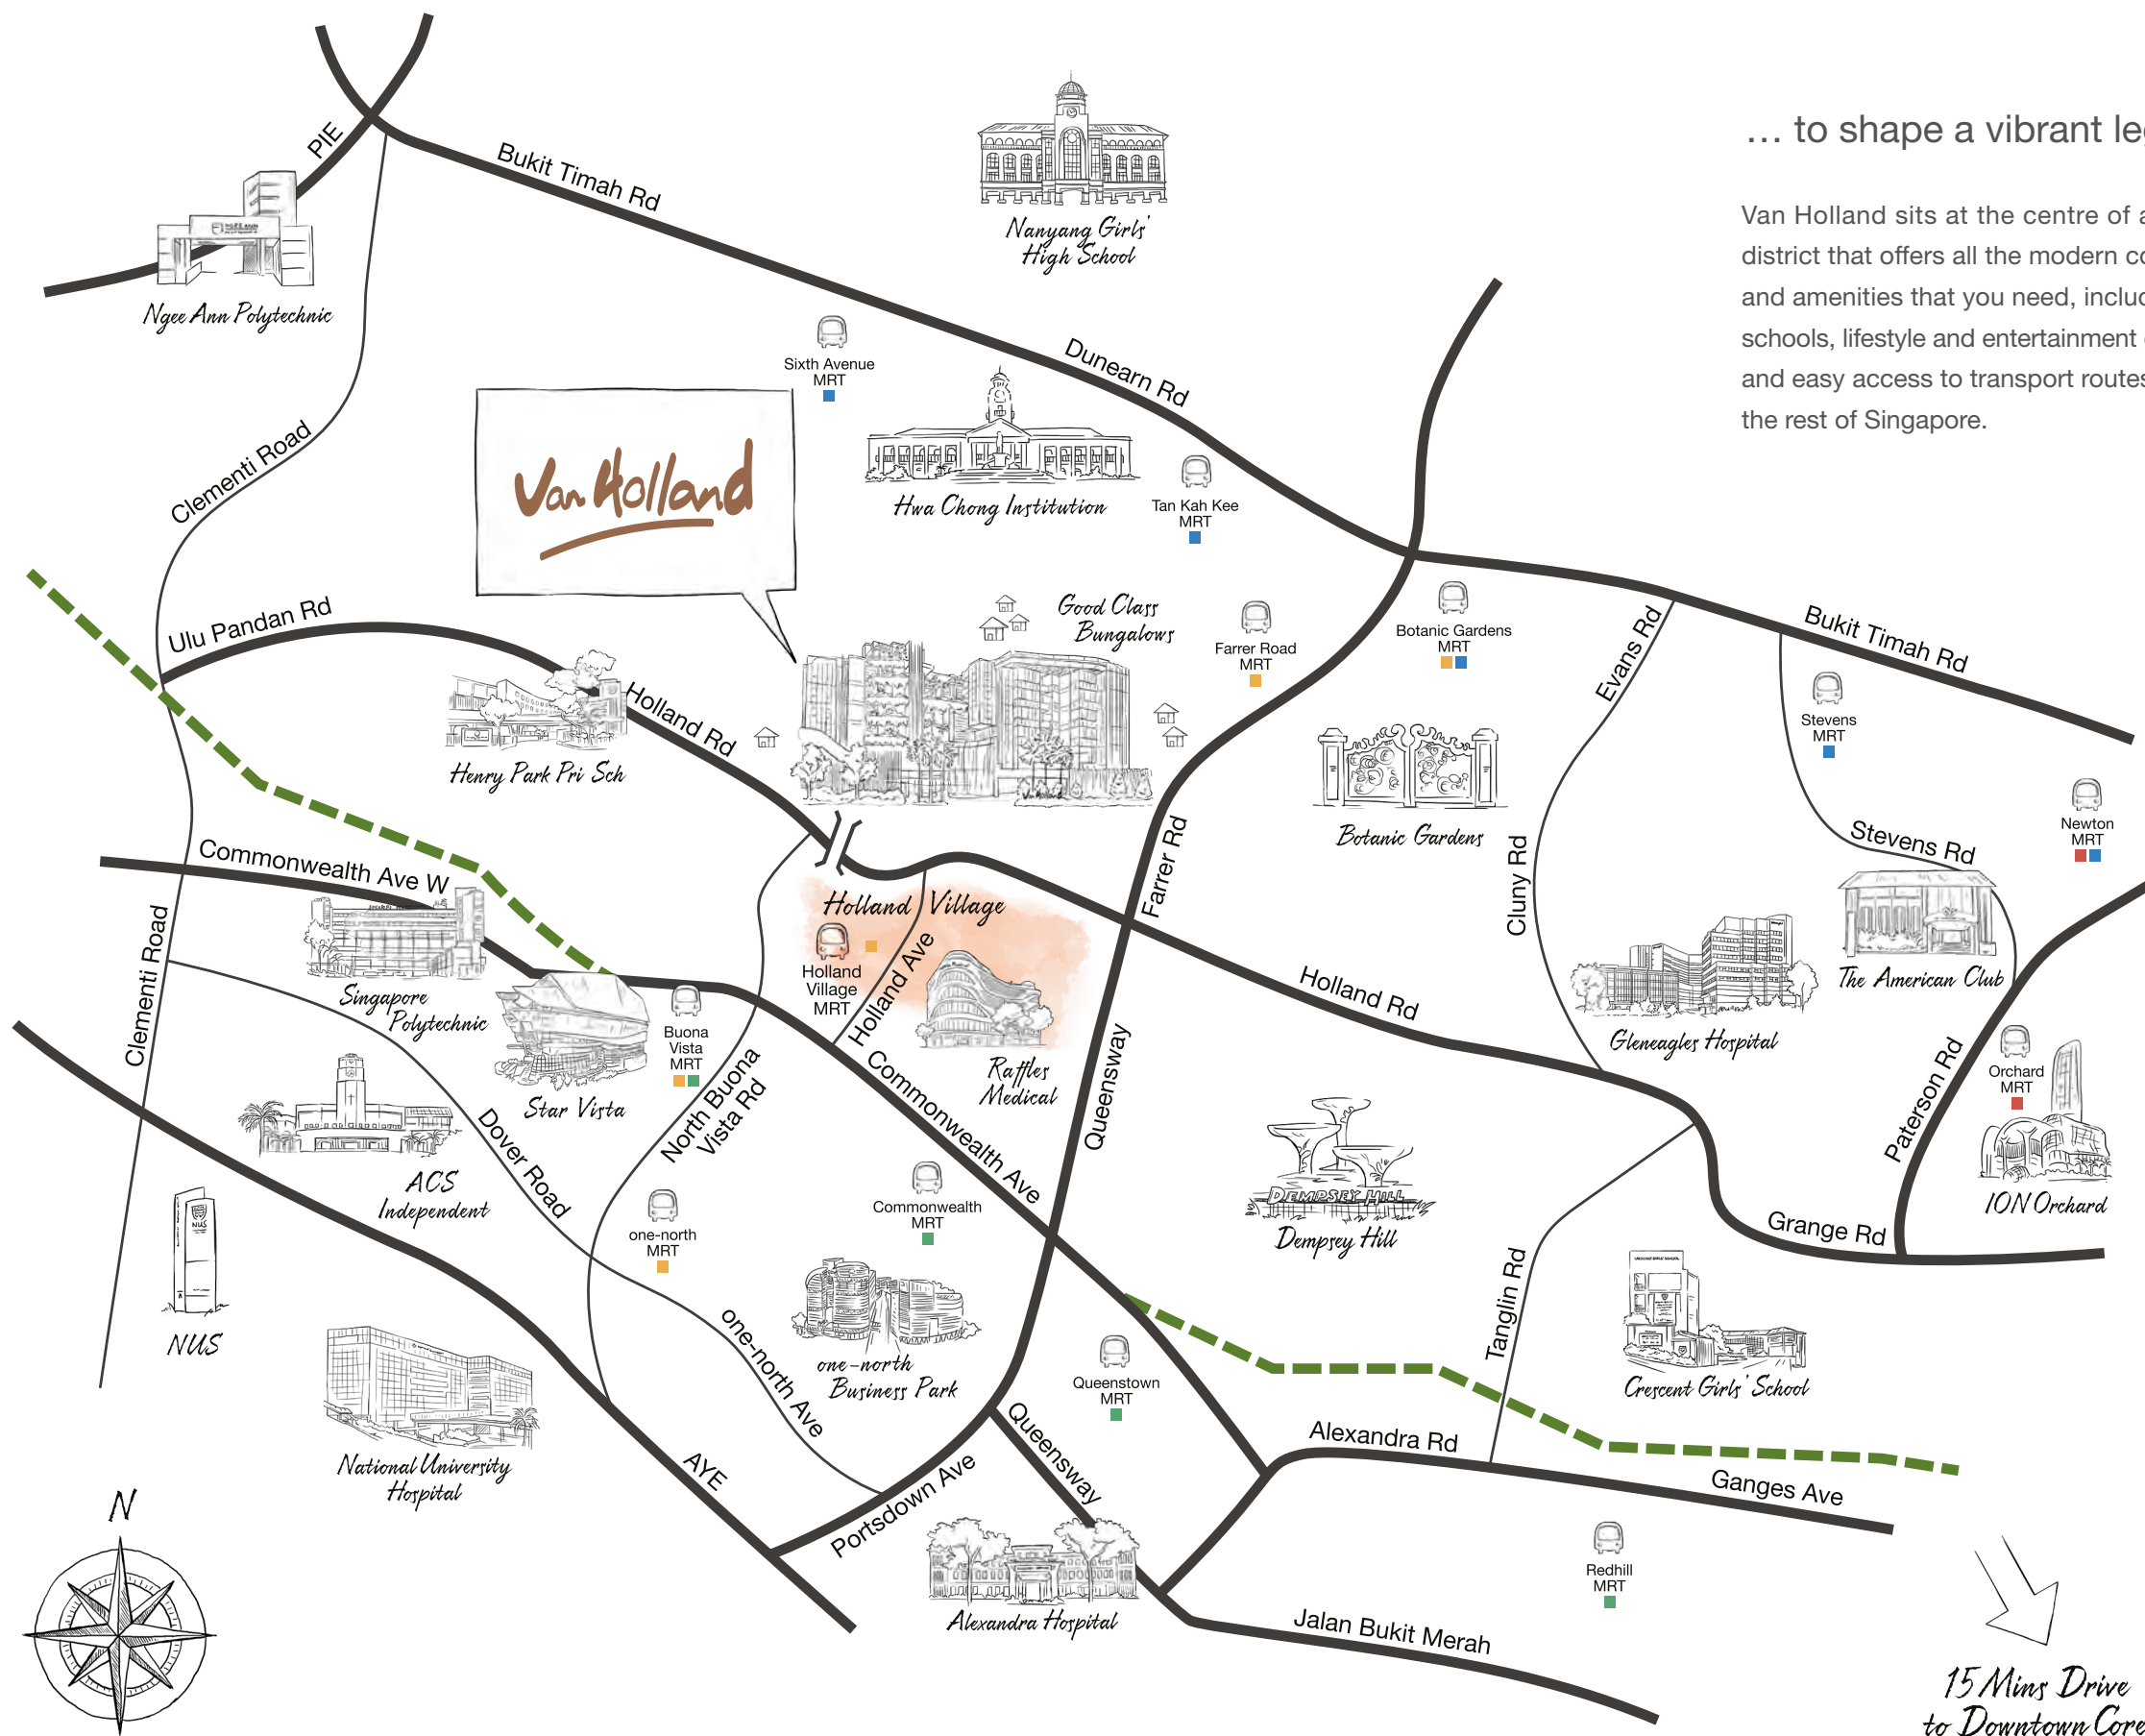 … to shape a vibrant
Van Holland sits at the centre of
district that offers all the modern
and amenities that you need,
schools, lifestyle and entertainment
and easy access to transport routes
the rest of Singapore.
PIE
Bukit Timah Rd
Nanyang Girls'
High School
Ngee Ann Polytechnic
Sixth Avenue
MRT
Dunearn Rd
Clementi Road
Van Holland
Hwa Chong Institution
Tan Kah Kee
MRT
Ulu Pandan Rd
Good Class
Bungalows
Farrer Road
MRT
Botanic Gardens
MRT
Evans Rd
Bukit Timah Rd
Stevens
MRT
Holland Rd
Henry Park Pri Sch
Van Holland
Botanic Gardens
Newton
MRT
Stevens Rd
Commonwealth Ave W
Farrer Rd
Cluny Rd
Holland Village
Clementi Road
Holland
Village
MRT
Holland Ave
Singapore
Polytechnic
Holland Rd
The American Club
Gleneagles Hospital
Buona
Vista
MRT
Raffles
Medical
Queensway
Paterson Rd
Orchard
MRT
Star Vista
North Buona
Vista Rd
Commonwealth Ave
Dover Road
ACS
Independent
NUS
NUS
Commonwealth
MRT
one-north
MRT
DEMPSEY HILL
Dempsey Hill
ION Orchard
Grange Rd
Tanglin Rd
one-north Ave
one-north
Business Park
Queenstown
MRT
Crescent Girls' School
National University
Hospital
AYE
Queensway
Alexandra Rd
Ganges Ave
Portsdown Ave
Alexandra Hospital
Redhill
MRT
Jalan Bukit Merah
N
15 Mins Drive
to Downtown Core